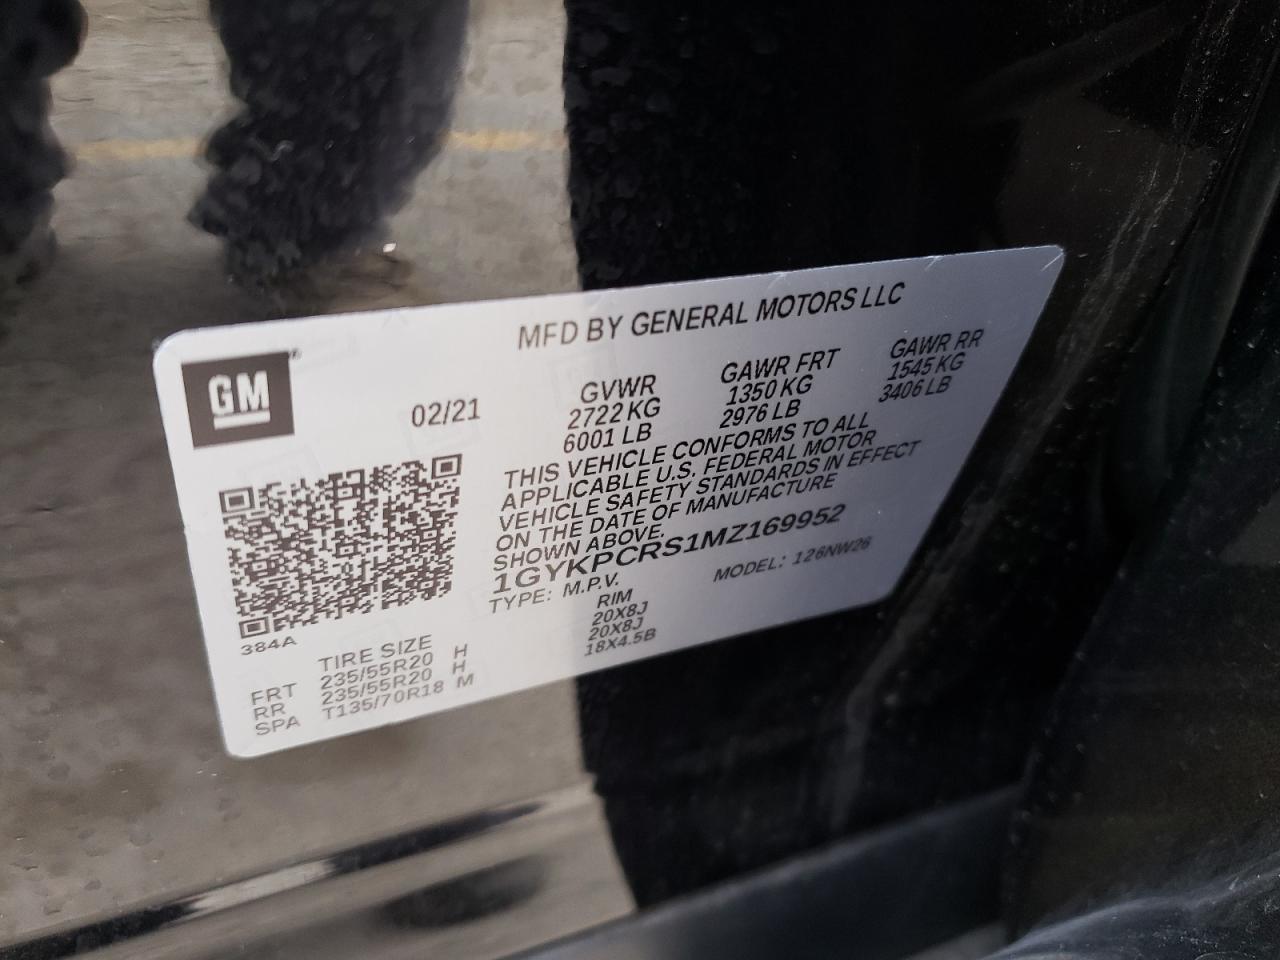 MFD BY GENERAL MOTORS LLC
GM
02/21
GVWR
2722 KG
6001 LB
GAWR FRT
1350 KG
2976 LB
GAWR RR
1545 KG
3406 LB
THIS VEHICLE CONFORMS TO ALL
APPLICABLE U.S. FEDERAL MOTOR
VEHICLE SAFETY STANDARDS IN EFFECT
ON THE DATE OF MANUFACTURE
SHOWN ABOVE.
1GYKPCRS1MZ169952
TYPE: M.P.V. MODEL: 126NW26
384A
TIRE SIZE RIM
FRT 235/55R20 H 20X8J
RR 235/55R20 H 20X8J
SPA T135/70R18 M 18X4.5B